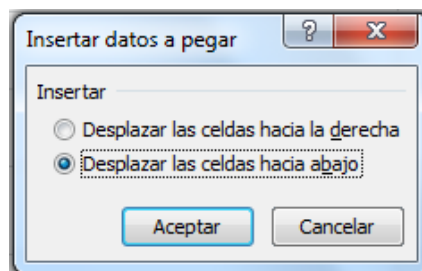 Insertar datos a pegar
Insertar
Desplazar las celdas hacia la derecha
Desplazar las celdas hacia abajo
Aceptar Cancelar